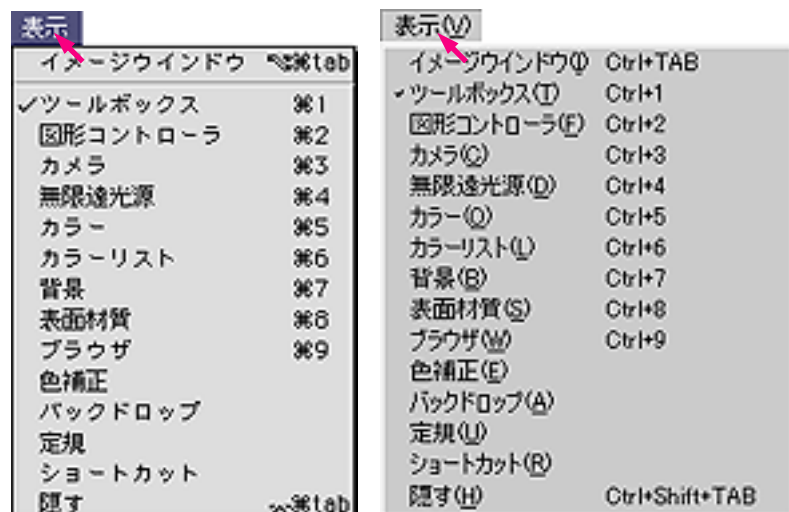 表示
イメージウインドウ ⌥⌘tab
✓ツールボックス ⌘1
図形コントローラ ⌘2
カメラ ⌘3
無限遠光源 ⌘4
カラー ⌘5
カラーリスト ⌘6
背景 ⌘7
表面材質 ⌘8
ブラウザ ⌘9
色補正
バックドロップ
定規
ショートカット
隠す ⌘tab
表示(V)
イメージウインドウ(I) Ctrl+TAB
✓ツールボックス(T) Ctrl+1
図形コントローラ(F) Ctrl+2
カメラ(C) Ctrl+3
無限遠光源(D) Ctrl+4
カラー(O) Ctrl+5
カラーリスト(L) Ctrl+6
背景(B) Ctrl+7
表面材質(S) Ctrl+8
ブラウザ(W) Ctrl+9
色補正(E)
バックドロップ(A)
定規(U)
ショートカット(R)
隠す(H) Ctrl+Shift+TAB